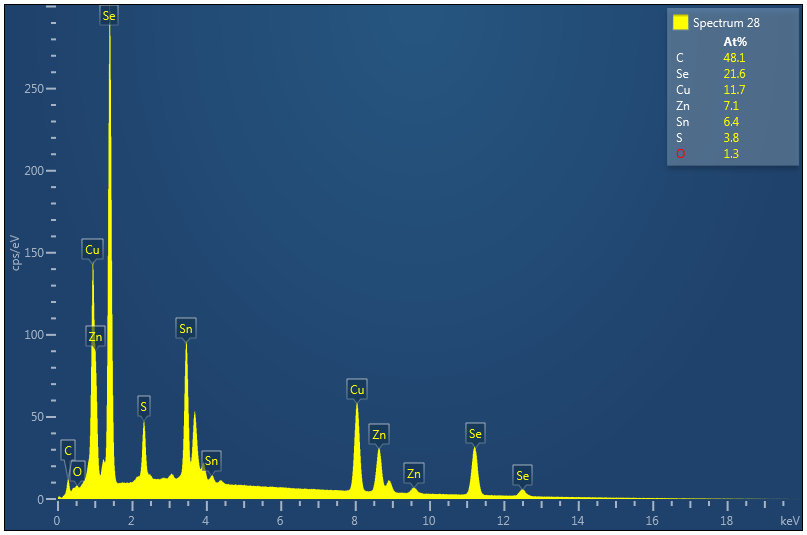 Se
Spectrum 28
At%
C 48.1
Se 21.6
Cu 11.7
Zn 7.1
Sn 6.4
S 3.8
O 1.3
250
200
Cu
cps/eV
150
Zn
Sn
100
Cu
S
50
Zn
Se
C
Sn
O
Zn
Se
0
0 2 4 6 8 10 12 14 16 18 keV